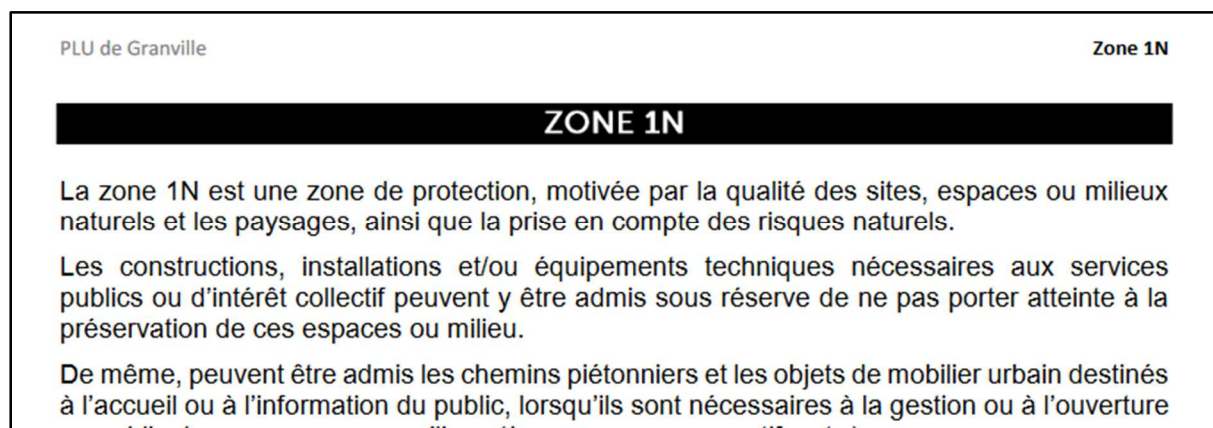 PLU de Granville
Zone 1N
ZONE 1N
La zone 1N est une zone de protection, motivée par la qualité des sites, espaces ou milieux
naturels et les paysages, ainsi que la prise en compte des risques naturels.
Les constructions, installations et/ou équipements techniques nécessaires aux services
publics ou d'intérêt collectif peuvent y être admis sous réserve de ne pas porter atteinte à la
préservation de ces espaces ou milieu.
De même, peuvent être admis les chemins piétonniers et les objets de mobilier urbain destinés
à l'accueil ou à l'information du public, lorsqu'ils sont nécessaires à la gestion ou à l'ouverture